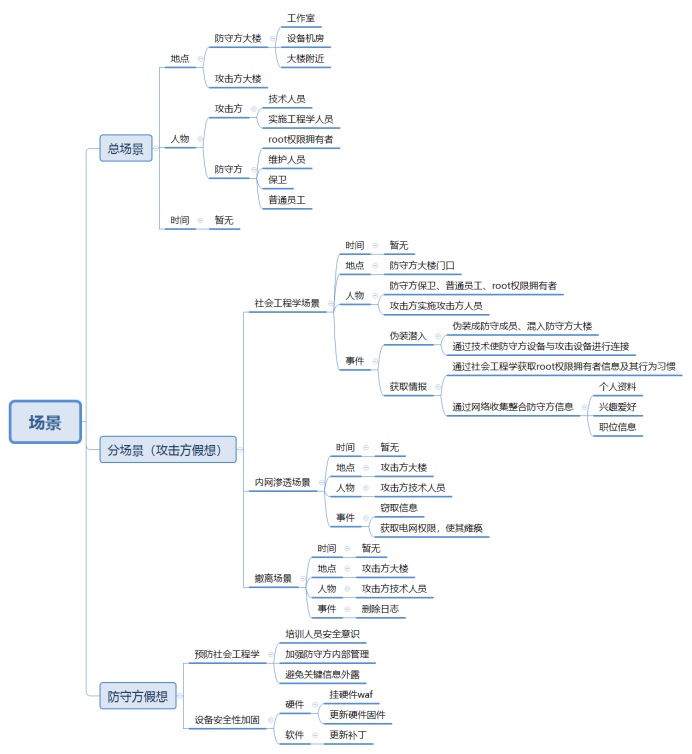 场景
总场景
地点
防守方大楼
工作室
设备机房
大楼附近
攻击方大楼
人物
攻击方
技术人员
实施工程学人员
防守方
root权限拥有者
维护人员
保卫
普通员工
时间
暂无
分场景（攻击方假想）
社会工程学场景
时间
暂无
地点
防守方大楼门口
人物
防守方保卫、普通员工、root权限拥有者
攻击方实施攻击方人员
事件
伪装潜入
伪装成防守成员、混入防守方大楼
通过技术使防守方设备与攻击设备进行连接
获取情报
通过社会工程学获取root权限拥有者信息及其行为习惯
通过网络收集整合防守方信息
个人资料
兴趣爱好
职位信息
内网渗透场景
时间
暂无
地点
攻击方大楼
人物
攻击方技术人员
事件
窃取信息
获取电网权限，使其瘫痪
撤离场景
时间
暂无
地点
攻击方大楼
人物
攻击方技术人员
事件
删除日志
防守方假想
预防社会工程学
培训人员安全意识
加强防守方内部管理
避免关键信息外露
设备安全性加固
硬件
挂硬件waf
更新硬件固件
软件
更新补丁